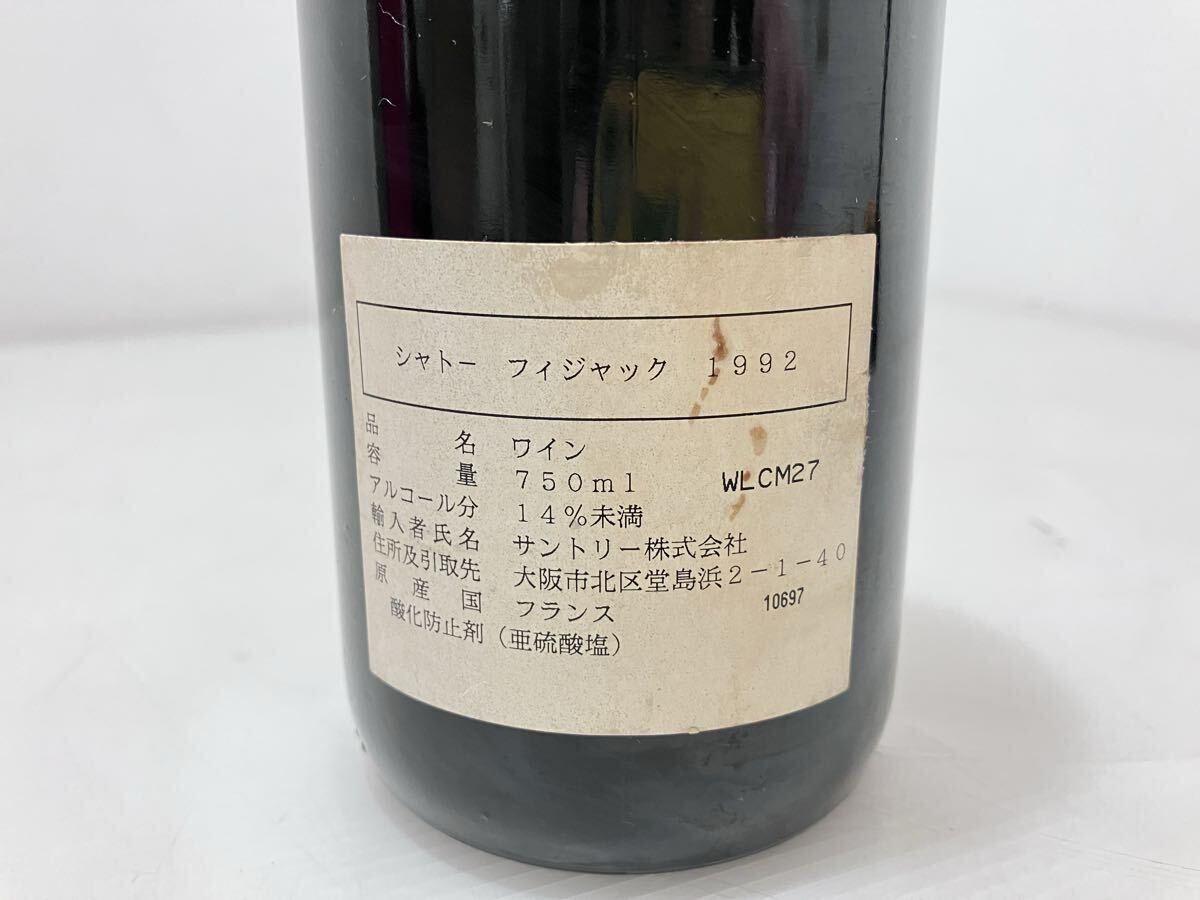 シャトー フィジャック 1992
品名 ワイン
容量 750ml WLCM27
アルコール分 14%未満
輸入者氏名 サントリー株式会社
住所及引取先 大阪市北区堂島浜2-1-40
原産国 フランス 10697
酸化防止剤(亜硫酸塩)